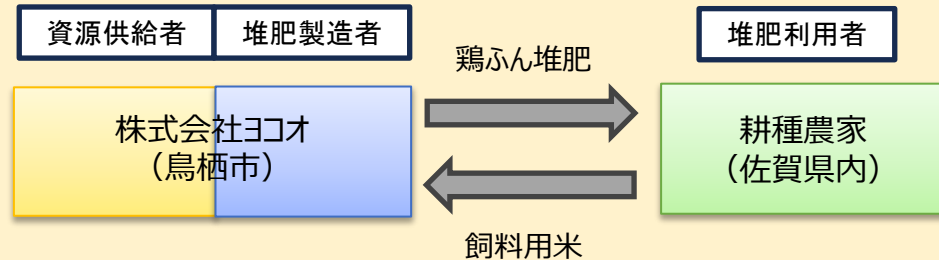 資源供給者
堆肥製造者
堆肥利用者
鶏ふん堆肥
株式会社ヨコオ
(鳥栖市)
耕種農家
(佐賀県内)
飼料用米